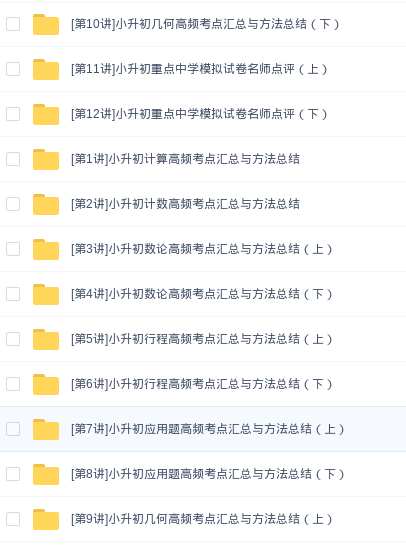 [第10讲]小升初几何高频考点汇总与方法总结（下）
[第11讲]小升初重点中学模拟试卷名师点评（上）
[第12讲]小升初重点中学模拟试卷名师点评（下）
[第1讲]小升初计算高频考点汇总与方法总结
[第2讲]小升初计数高频考点汇总与方法总结
[第3讲]小升初数论高频考点汇总与方法总结（上）
[第4讲]小升初数论高频考点汇总与方法总结（下）
[第5讲]小升初行程高频考点汇总与方法总结（上）
[第6讲]小升初行程高频考点汇总与方法总结（下）
[第7讲]小升初应用题高频考点汇总与方法总结（上）
[第8讲]小升初应用题高频考点汇总与方法总结（下）
[第9讲]小升初几何高频考点汇总与方法总结（上）